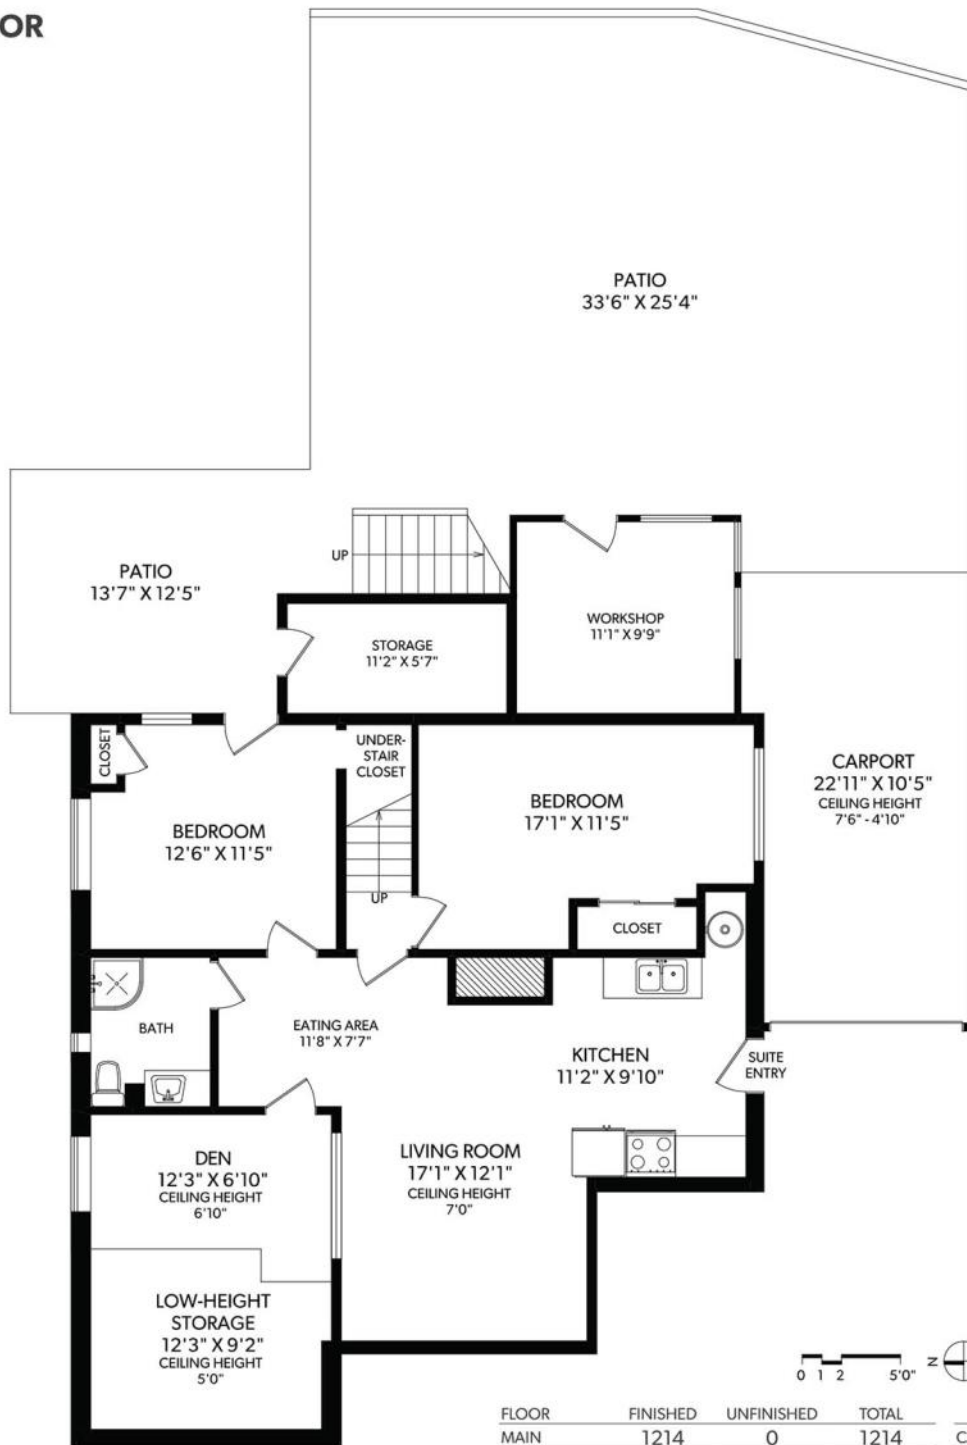 OR
PATIO
33'6" X 25'4"
UP
PATIO
13'7" X 12'5"
WORKSHOP
11'1" X 9'9"
STORAGE
11'2" X 5'7"
CLOSET
UNDER-
STAIR
CLOSET
CARPORT
22'11" X 10'5"
CEILING HEIGHT
7'6" - 4'10"
BEDROOM
17'1" X 11'5"
BEDROOM
12'6" X 11'5"
UP
CLOSET
BATH
EATING AREA
11'8" X 7'7"
KITCHEN
11'2" X 9'10"
SUITE
ENTRY
DEN
12'3" X 6'10"
CEILING HEIGHT
6'10"
LIVING ROOM
17'1" X 12'1"
CEILING HEIGHT
7'0"
LOW-HEIGHT
STORAGE
12'3" X 9'2"
CEILING HEIGHT
5'0"
0 1 2 5'0"
N
FLOOR FINISHED UNFINISHED TOTAL
MAIN 1214 0 1214 C